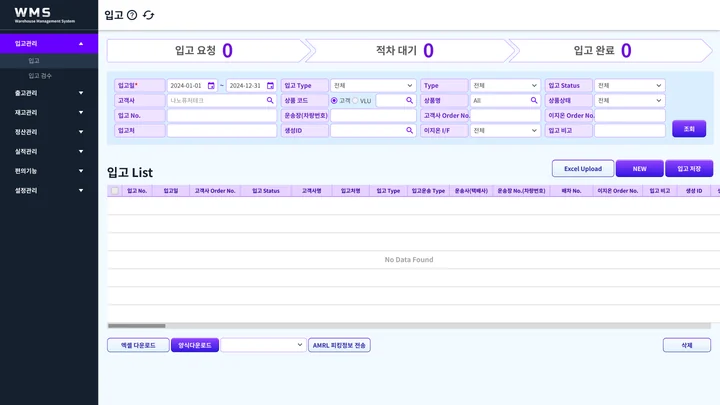 WMS
Warehouse Management System
입고관리
입고
입고 검수
출고관리
재고관리
정산관리
실적관리
편의기능
설정관리
입고
입고 요청 0
적차 대기 0
입고 완료 0
입고일* 2024-01-01 ~ 2024-12-31 입고 Type 전체 Type 전체 입고 Status 전체
고객사 나노퓨처테크 상품 코드 고객 VLU 상품명 All 상품상태 전체
입고 No. 운송장(차량번호) 고객사 Order No. 이지온 Order No.
입고처 생성ID 이지온 I/F 전체 입고 비고
조회
입고 List
Excel Upload NEW 입고 저장
입고 No. 입고일 고객사 Order No. 입고 Status 고객사명 입고처명 입고 Type 입고운송 Type 운송사(택배사) 운송장 No.(차량번호) 배차 No. 이지온 Order No. 입고 비고 생성 ID
No Data Found
엑셀 다운로드 양식다운로드 AMRL 피킹정보 전송 삭제